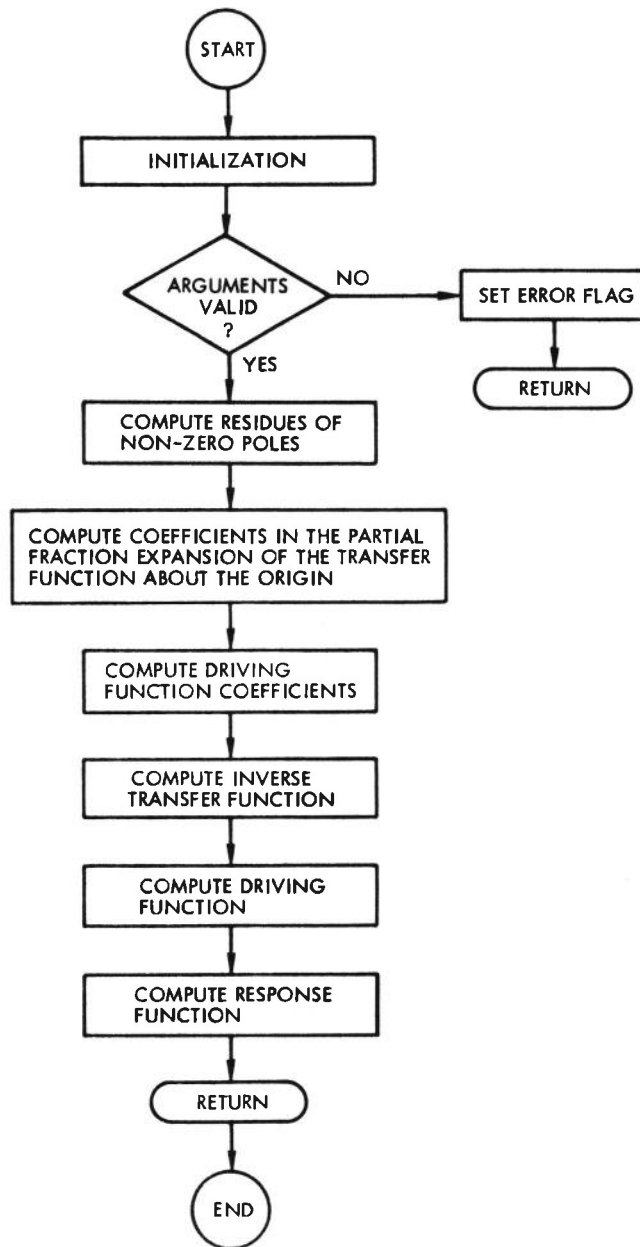 START
INITIALIZATION
ARGUMENTS
VALID
?
NO
SET ERROR FLAG
RETURN
YES
COMPUTE RESIDUES OF
NON-ZERO POLES
COMPUTE COEFFICIENTS IN THE PARTIAL
FRACTION EXPANSION OF THE TRANSFER
FUNCTION ABOUT THE ORIGIN
COMPUTE DRIVING
FUNCTION COEFFICIENTS
COMPUTE INVERSE
TRANSFER FUNCTION
COMPUTE DRIVING
FUNCTION
COMPUTE RESPONSE
FUNCTION
RETURN
END